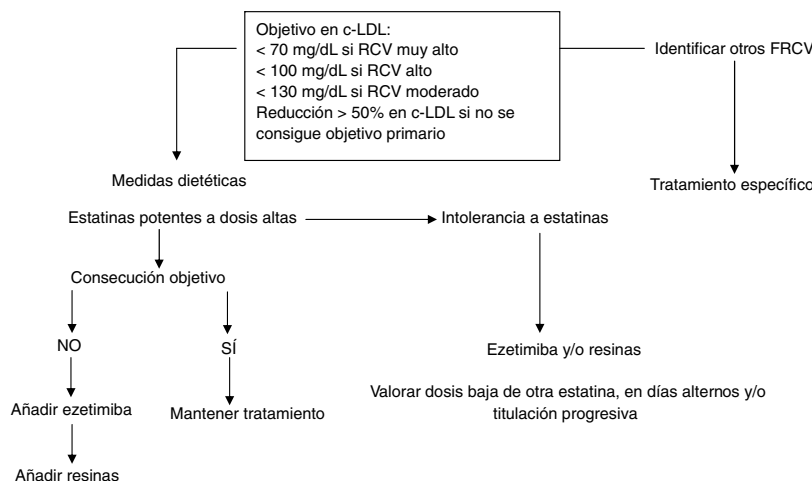 Objetivo en c-LDL:
< 70 mg/dL si RCV muy alto
< 100 mg/dL si RCV alto
< 130 mg/dL si RCV moderado
Reducción > 50% en c-LDL si no se
consigue objetivo primario
Identificar otros FRCV
Medidas dietéticas
Tratamiento específico
Estatinas potentes a dosis altas
Intolerancia a estatinas
Consecución objetivo
NO
SÍ
Ezetimiba y/o resinas
Añadir ezetimiba
Mantener tratamiento
Valorar dosis baja de otra estatina, en días alternos y/o
titulación progresiva
Añadir resinas